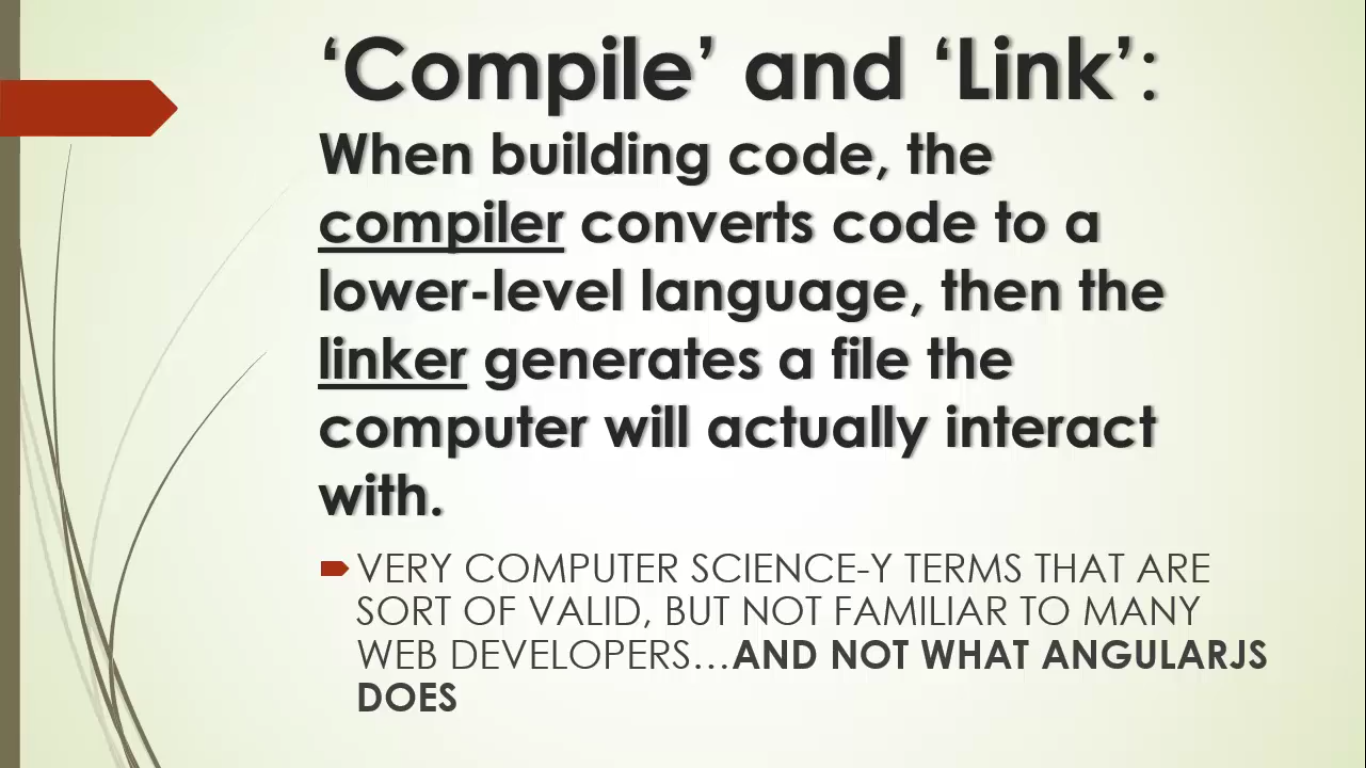 ‘Compile’ and ‘Link’:
When building code, the
compiler converts code to a
lower-level language, then the
linker generates a file the
computer will actually interact
with.
VERY COMPUTER SCIENCE-Y TERMS THAT ARE
SORT OF VALID, BUT NOT FAMILIAR TO MANY
WEB DEVELOPERS…AND NOT WHAT ANGULARJS
DOES